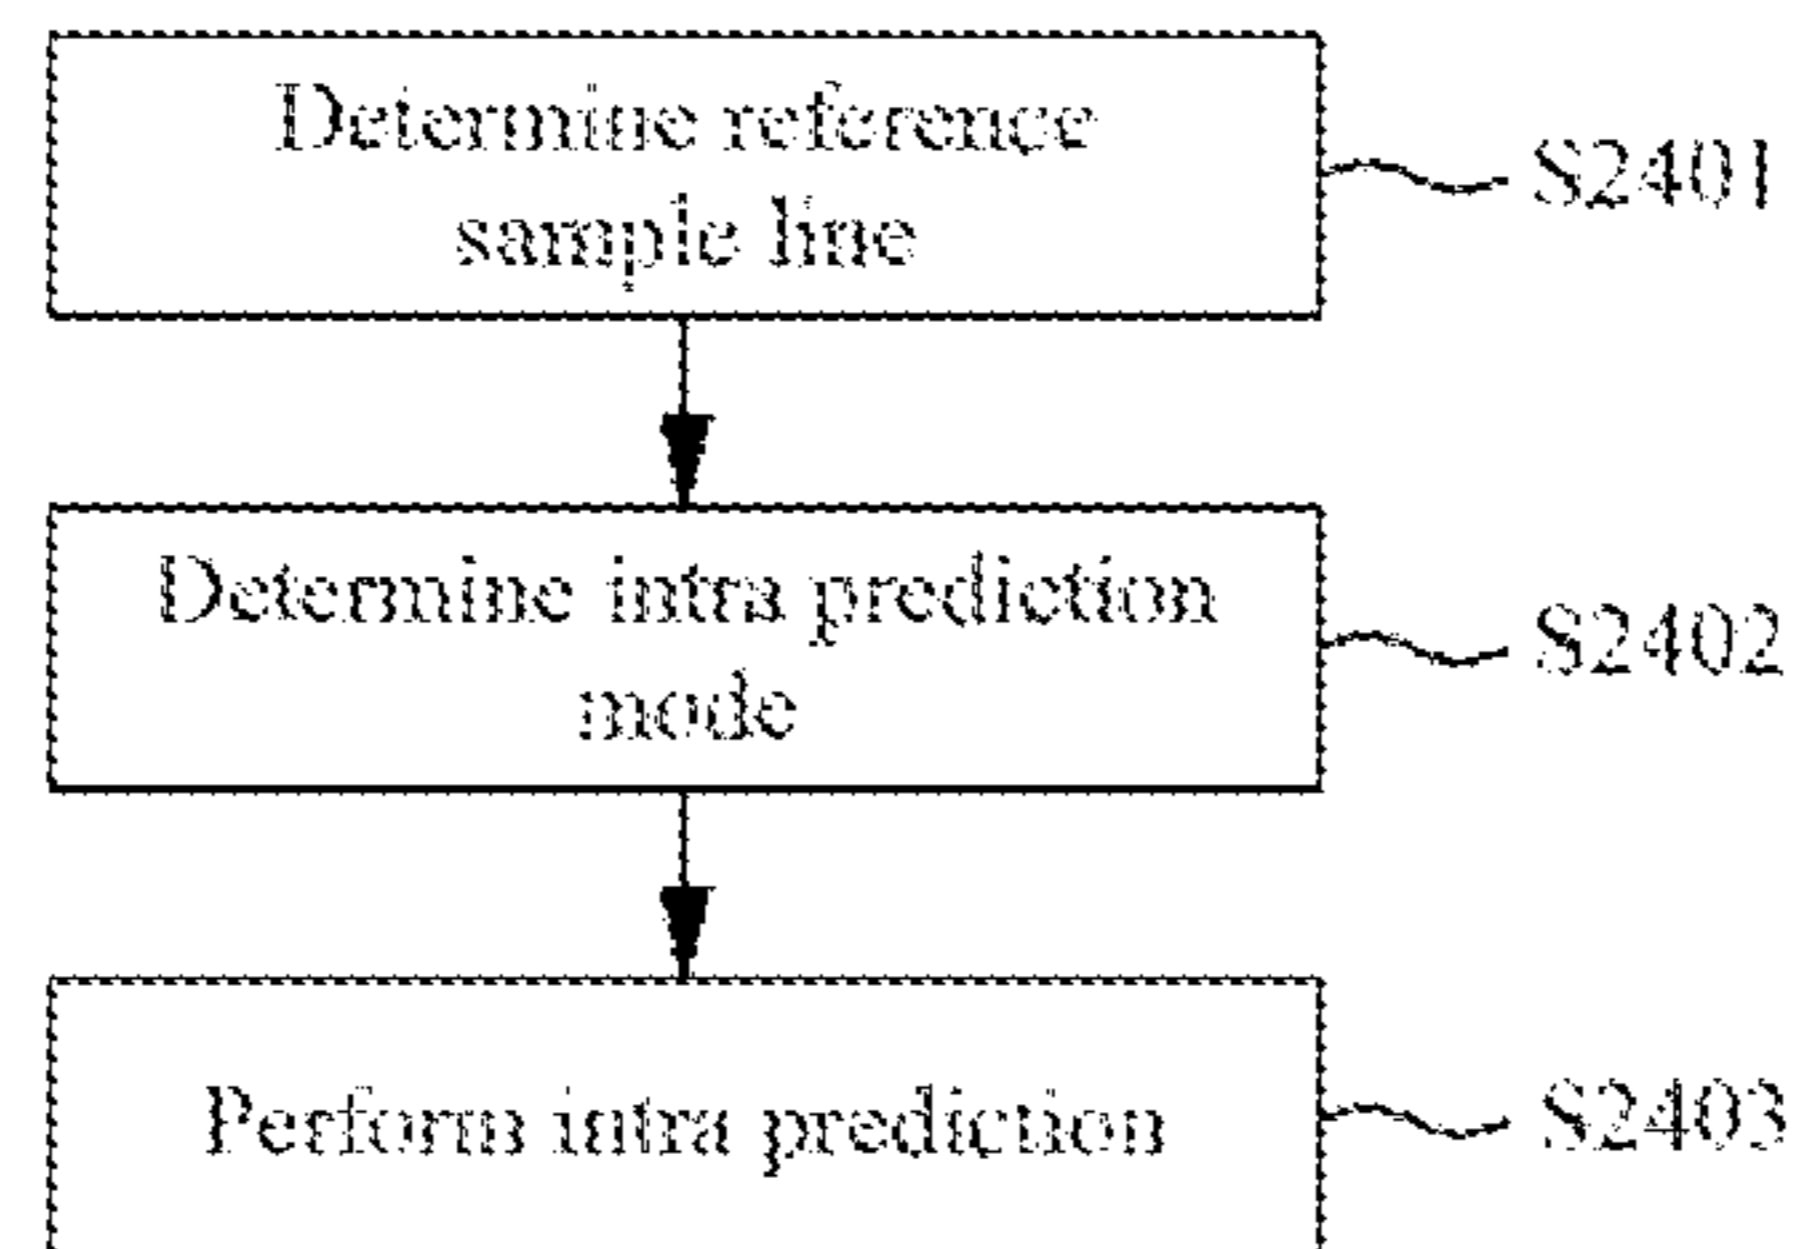 Determine reference
sample line
S2401
Determine intra prediction
mode
S2402
Perform intra prediction
S2403